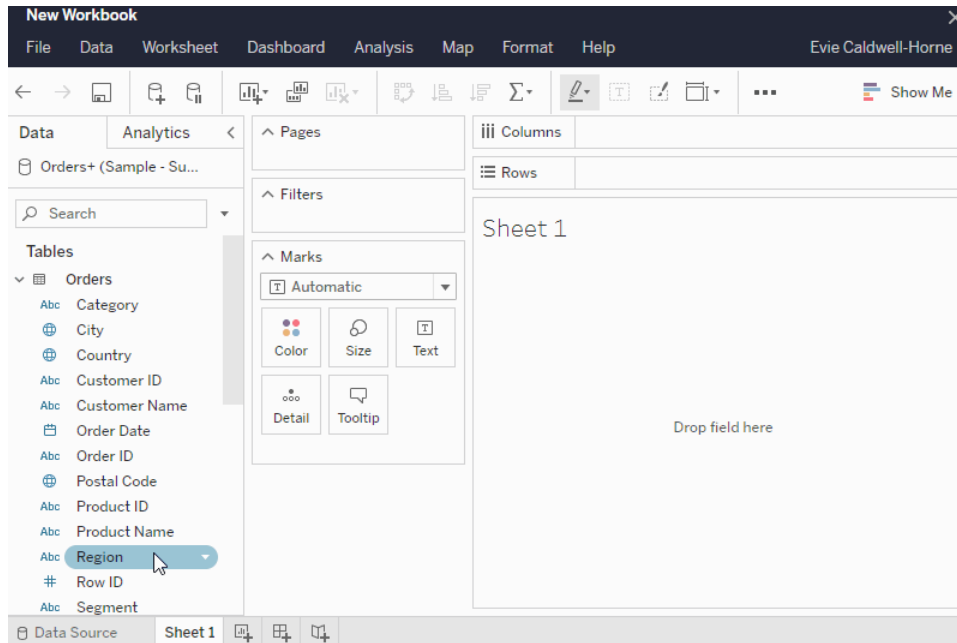 New Workbook
File Data Worksheet Dashboard Analysis Map Format Help Evie Caldwell-Horne
Show Me
Data Analytics
Orders+ (Sample - Su...
Search
Tables
Orders
Abc Category
City
Country
Abc Customer ID
Abc Customer Name
Order Date
Abc Order ID
Postal Code
Abc Product ID
Abc Product Name
Abc Region
# Row ID
Abc Segment
Pages
Filters
Marks
T Automatic
Color Size T Text
Detail Tooltip
iii Columns
Rows
Sheet 1
Drop field here
Data Source Sheet 1